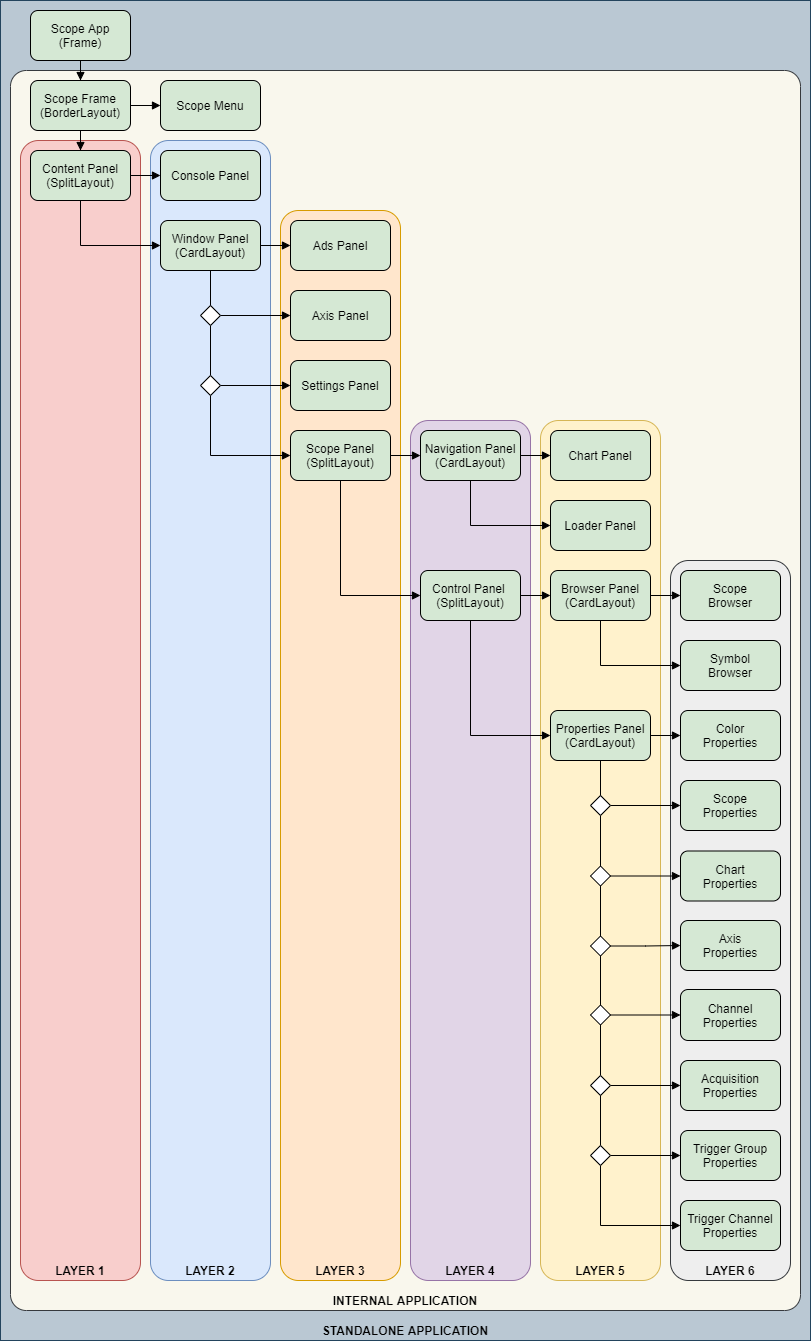 Scope App
(Frame)
Scope Frame
(BorderLayout)
Scope Menu
Content Panel
(SplitLayout)
Console Panel
Window Panel
(CardLayout)
Ads Panel
Axis Panel
Settings Panel
Scope Panel
(SplitLayout)
Navigation Panel
(CardLayout)
Chart Panel
Loader Panel
Control Panel
(SplitLayout)
Browser Panel
(CardLayout)
Scope
Browser
Symbol
Browser
Properties Panel
(CardLayout)
Color
Properties
Scope
Properties
Chart
Properties
Axis
Properties
Channel
Properties
Acquisition
Properties
Trigger Group
Properties
Trigger Channel
Properties
LAYER 1
LAYER 2
LAYER 3
LAYER 4
LAYER 5
LAYER 6
INTERNAL APPLICATION
STANDALONE APPLICATION